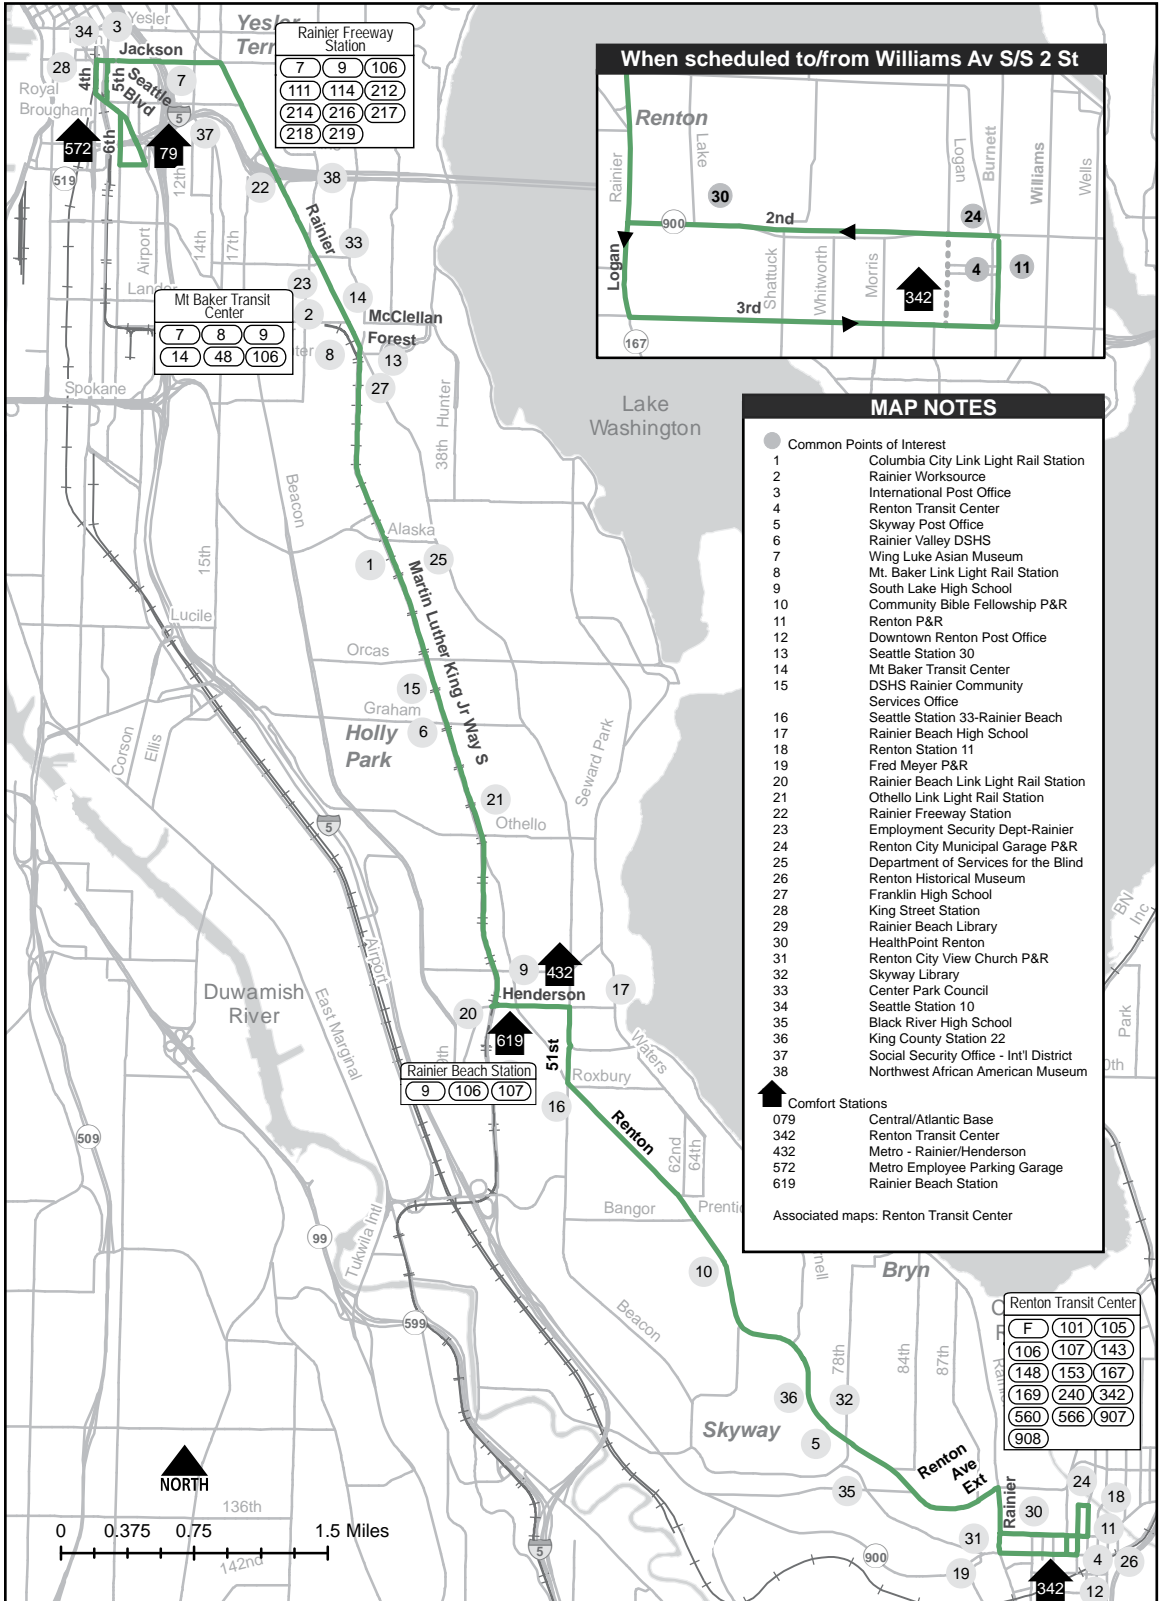 34
3
Yesler
Yesler
Terr
Jackson
28
4th
5th
Seattle
Blvd
7
Royal
Brougham
5
37
572
6th
79
519
12th
14th
17th
22
38
Rainier
33
Airport
Lander
23
14
2
McClellan
Forest
8
13
27
Spokane
38th
Hunter
Rainier Freeway
Station
7 9 106
111 114 212
214 216 217
218 219
Mt Baker Transit
Center
7 8 9
14 48 106
When scheduled to/from Williams Av S/S 2 St
Renton
Rainier
Lake
Logan
Burnett
Williams
Wells
30
900
2nd
24
Logan
Shattuck
Whitworth
Morris
342
4
11
3rd
167
Lake
Washington
Beacon
15th
Alaska
1
25
Martin Luther King Jr Way S
Lucile
Orcas
15
Graham
6
Holly
Park
Corson
Ellis
Seward Park
21
Othello
5
Airport
Duwamish
River
East Marginal
9
432
Henderson
17
20
619
51st
Waters
Rainier Beach Station
9 106 107
Roxbury
16
Renton
62nd
64th
509
Bangor
99
Tukwila Intl
10
Beacon
599
Bryn
78th
84th
87th
36
32
Skyway
5
35
Renton
Ave
Ext
Rainier
30
24
18
11
31
4
26
19
900
342
12
BN
Inc
Park
MAP NOTES
Common Points of Interest
1 Columbia City Link Light Rail Station
2 Rainier Worksource
3 International Post Office
4 Renton Transit Center
5 Skyway Post Office
6 Rainier Valley DSHS
7 Wing Luke Asian Museum
8 Mt. Baker Link Light Rail Station
9 South Lake High School
10 Community Bible Fellowship P&R
11 Renton P&R
12 Downtown Renton Post Office
13 Seattle Station 30
14 Mt Baker Transit Center
15 DSHS Rainier Community
Services Office
16 Seattle Station 33-Rainier Beach
17 Rainier Beach High School
18 Renton Station 11
19 Fred Meyer P&R
20 Rainier Beach Link Light Rail Station
21 Othello Link Light Rail Station
22 Rainier Freeway Station
23 Employment Security Dept-Rainier
24 Renton City Municipal Garage P&R
25 Department of Services for the Blind
26 Renton Historical Museum
27 Franklin High School
28 King Street Station
29 Rainier Beach Library
30 HealthPoint Renton
31 Renton City View Church P&R
32 Skyway Library
33 Center Park Council
34 Seattle Station 10
35 Black River High School
36 King County Station 22
37 Social Security Office - Int'l District
38 Northwest African American Museum
Comfort Stations
079 Central/Atlantic Base
342 Renton Transit Center
432 Metro - Rainier/Henderson
572 Metro Employee Parking Garage
619 Rainier Beach Station
Associated maps: Renton Transit Center
Renton Transit Center
F 101 105
106 107 143
148 153 167
169 240 342
560 566 907
908
NORTH
136th
0 0.375 0.75 1.5 Miles
142nd
5